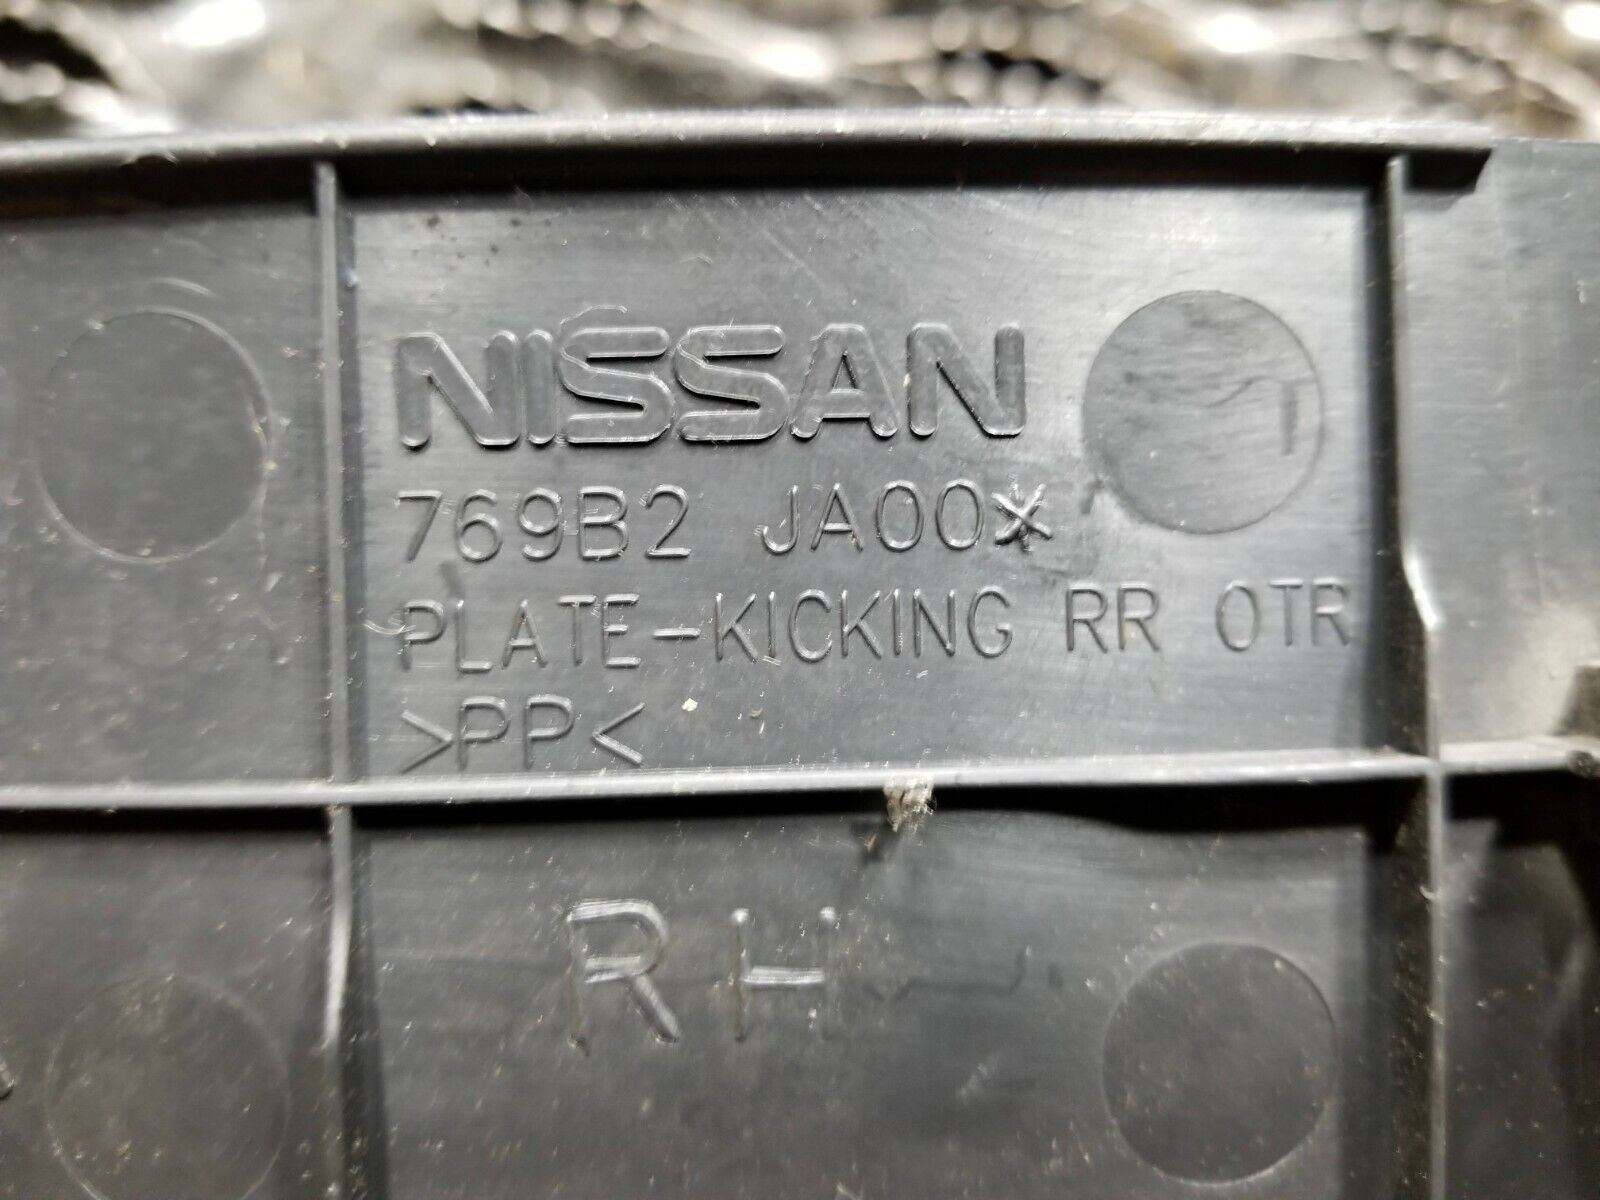 NISSAN
769B2 JA00*
PLATE-KICKING RR OTR
>PP<
RH